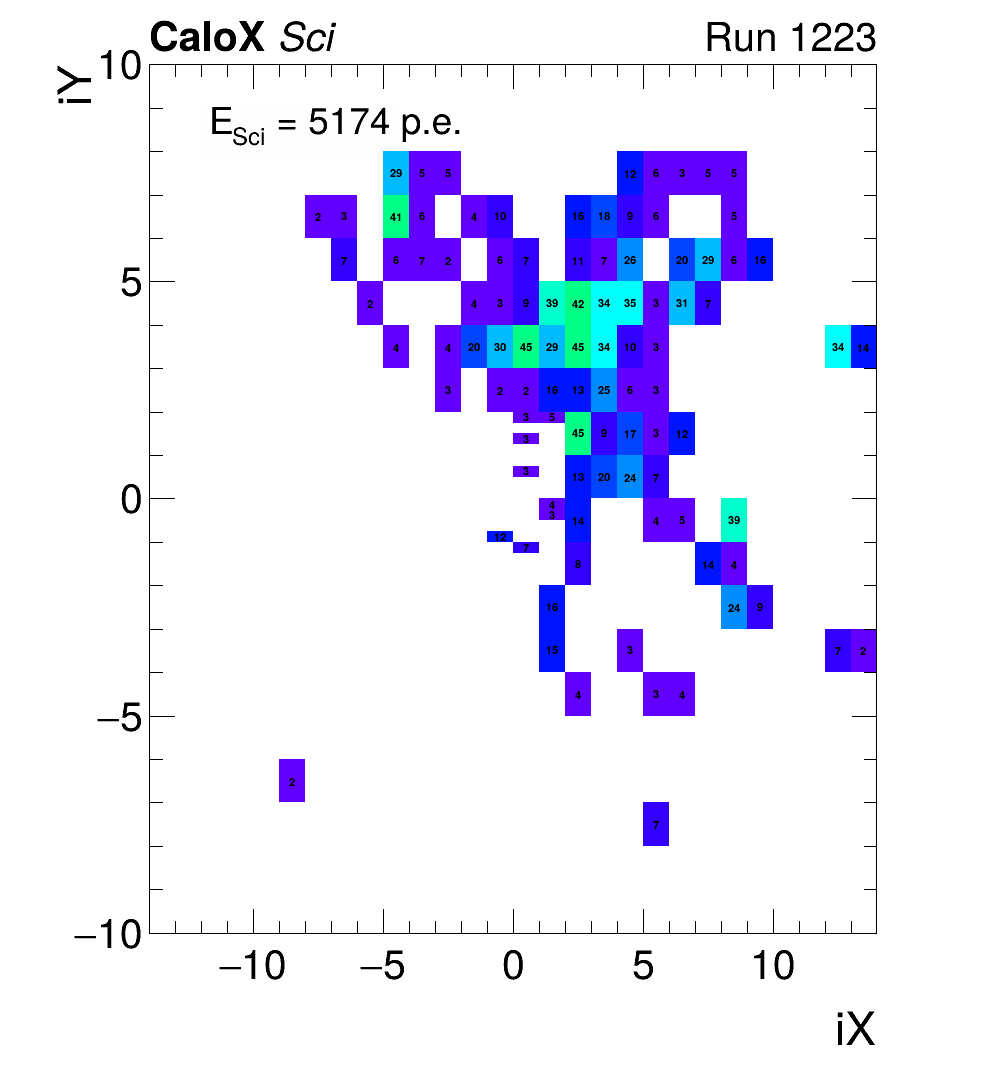 CaloX Sci Run 1223
iY
10
E_Sci = 5174 p.e.
29 5 5 12 6 3 5 5
2 3 41 6 4 10 16 18 9 6 5
7 6 7 2 6 7 11 7 26 20 29 6 16
5
2 4 3 9 39 42 34 35 3 31 7
4 4 20 30 45 29 45 34 10 3 34 14
3 2 2 16 13 25 6 3
3 5
3 45 9 17 3 12
3 13 20 24 7
0
4
3 14 4 5 39
12
7 8 14 4
16 24 9
15 3 7 2
4 3 4
−5
2
7
−10
−10 −5 0 5 10
iX